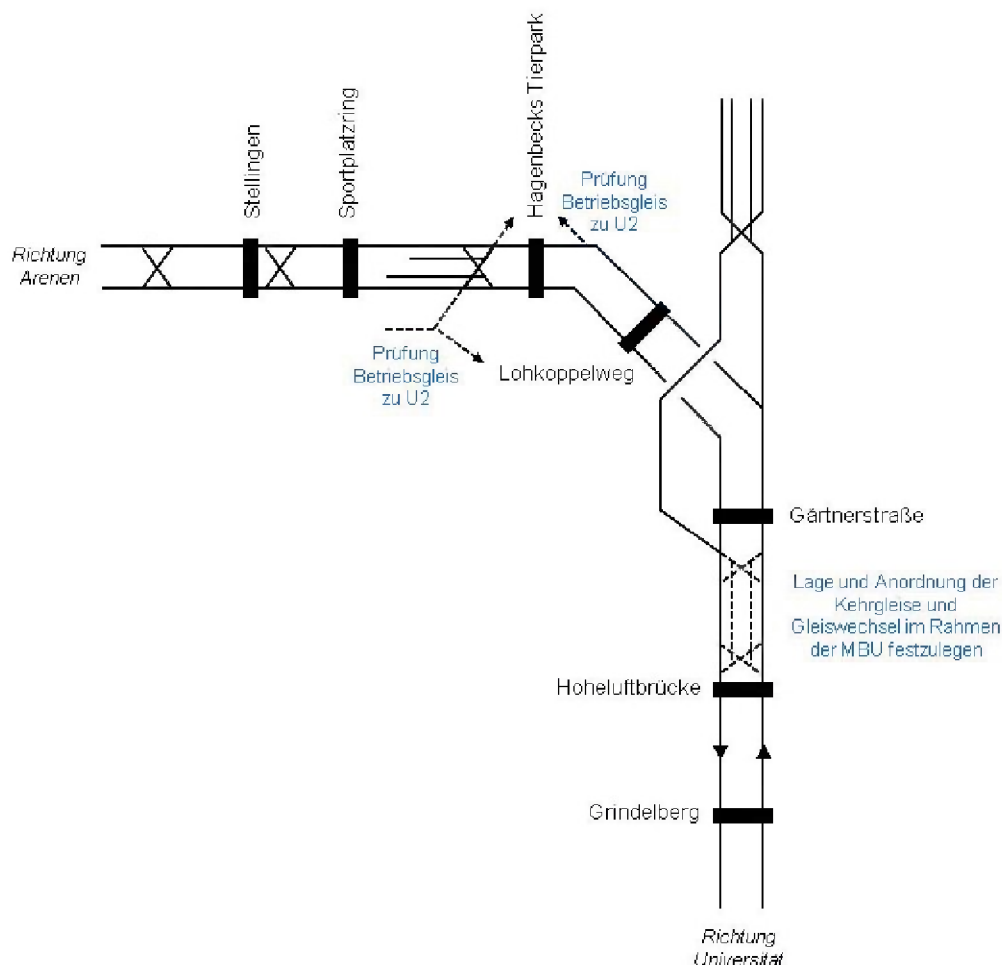 Stellingen
Sportplatzring
Hagenbecks Tierpark
Prüfung
Betriebsgleis
zu U2
Richtung
Arenen
Prüfung
Betriebsgleis
zu U2
Lohkoppelweg
Gärtnerstraße
Lage und Anordnung der
Kehrgleise und
Gleiswechsel im Rahmen
der MBU festzulegen
Hoheluftbrücke
Grindelberg
Richtung
Universität